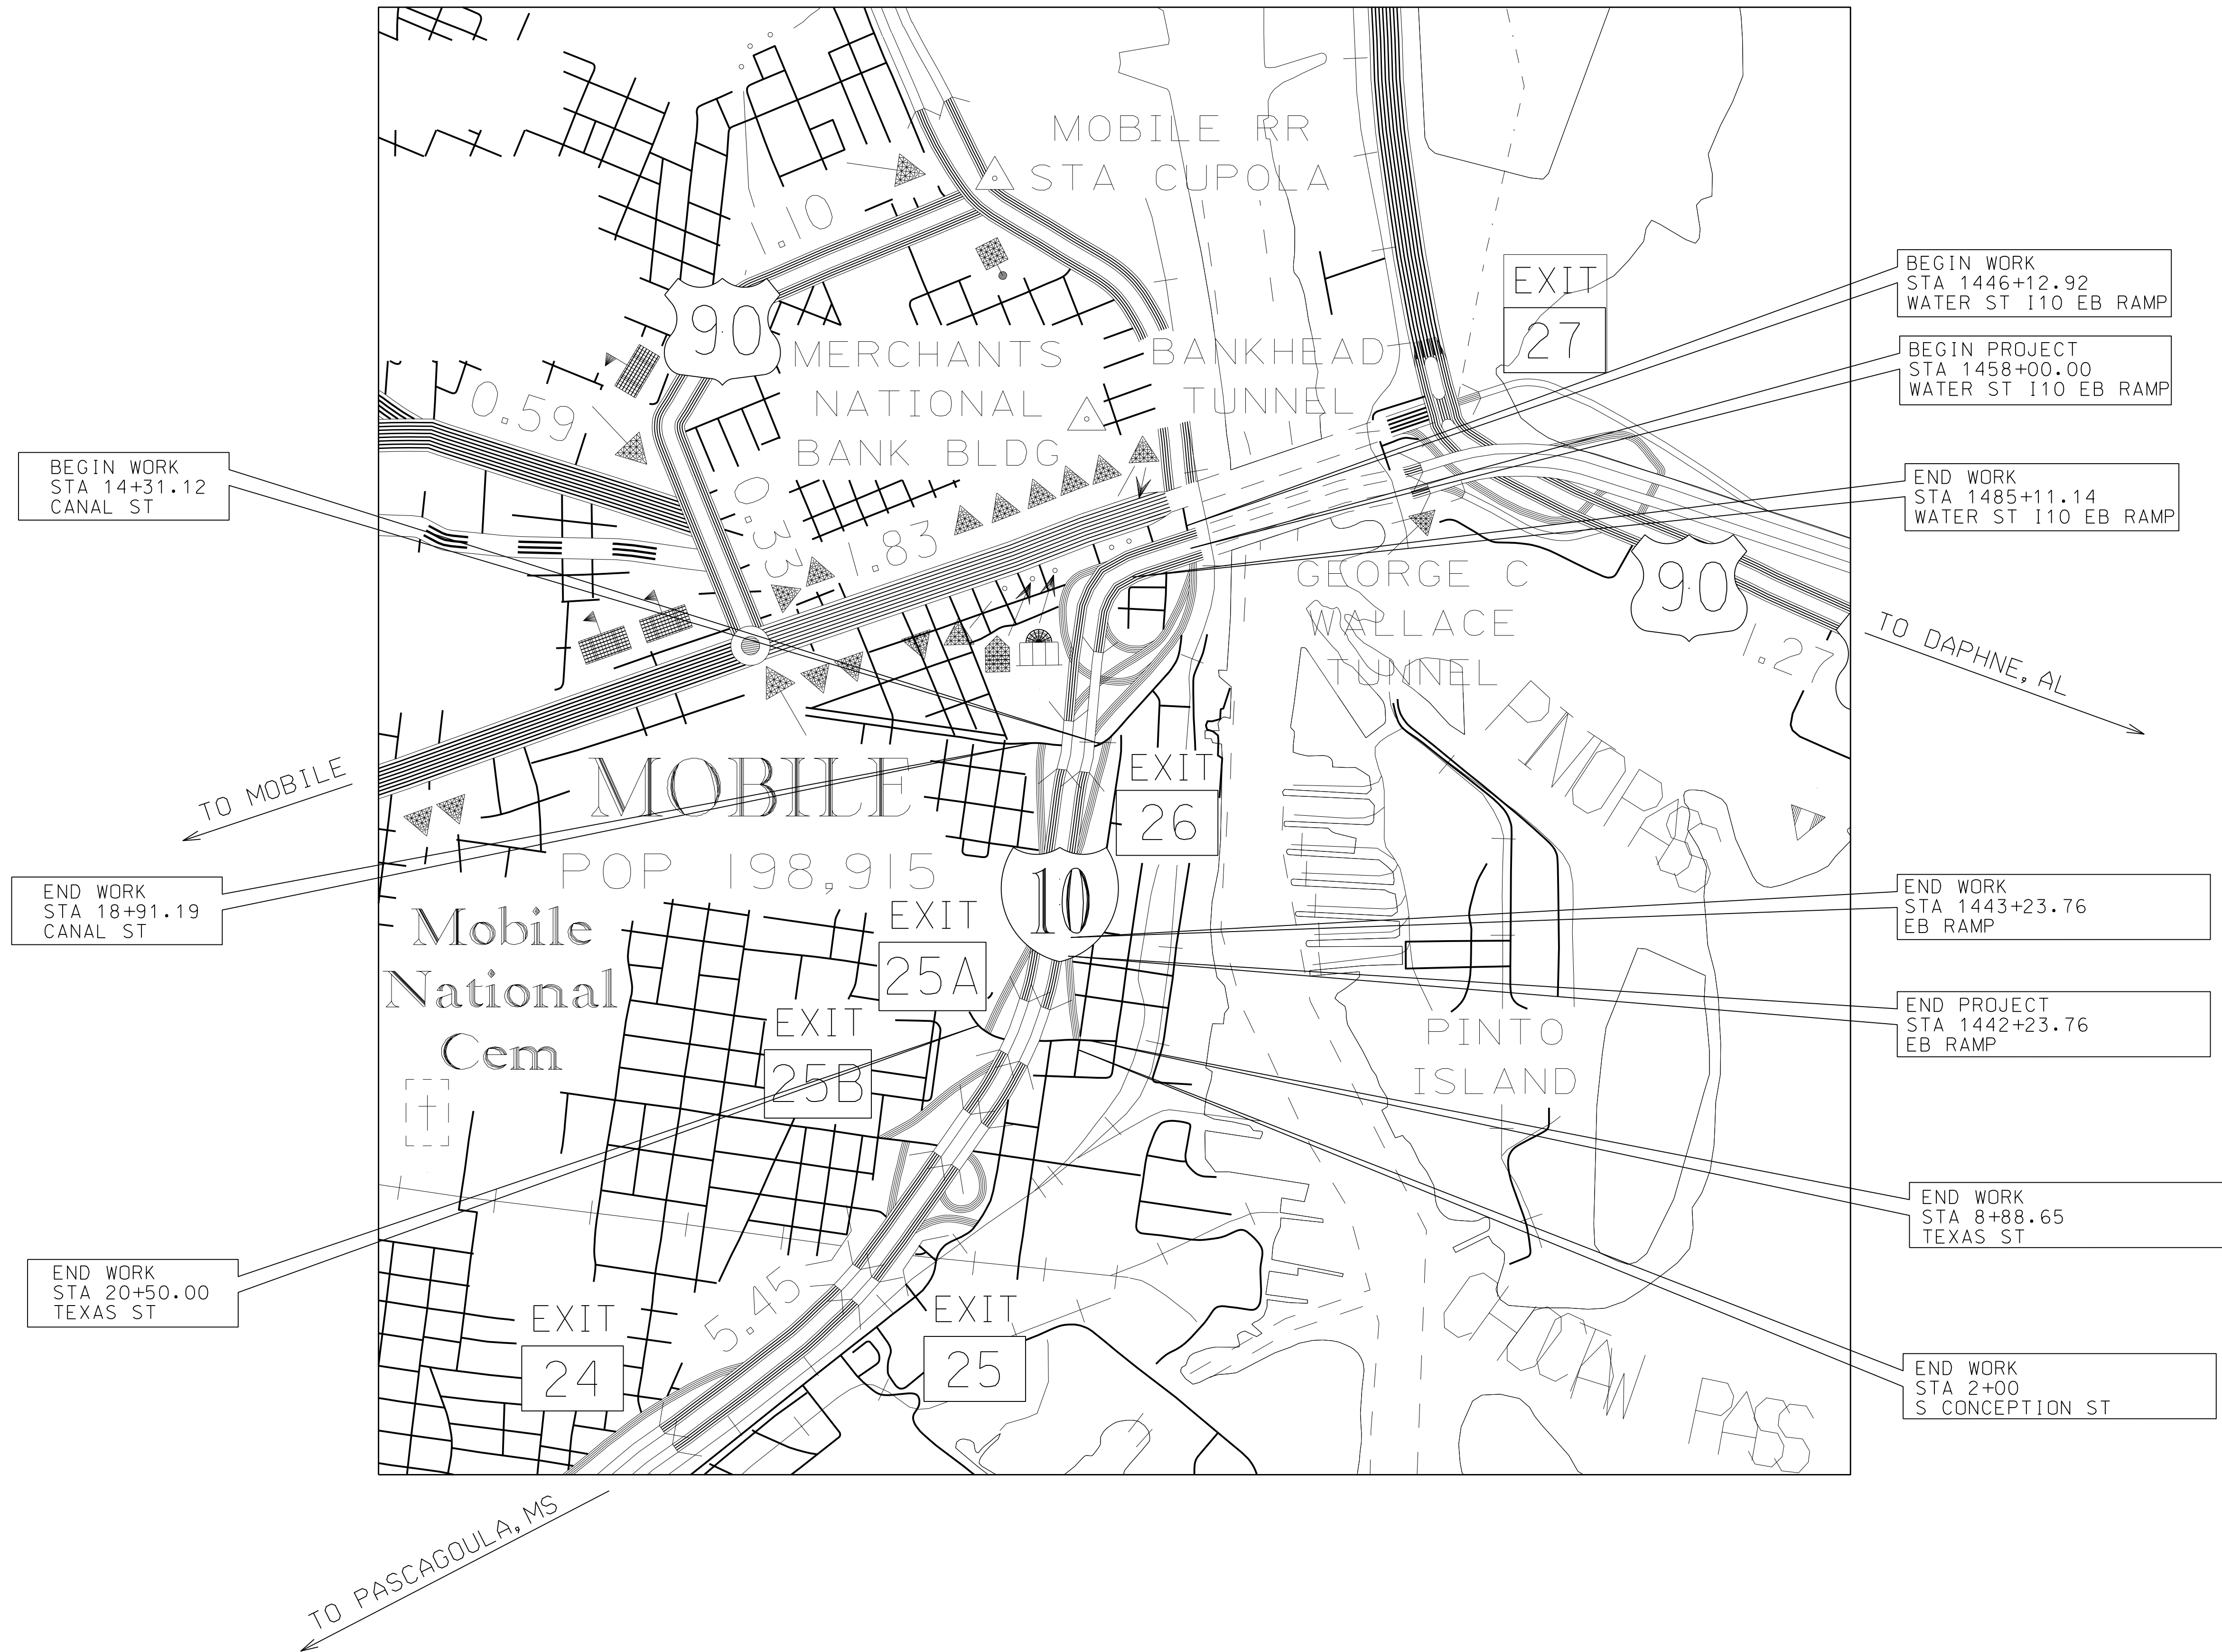 MOBILE RR
STA CUPOLA
1.10
EXIT
27
90
MERCHANTS
NATIONAL
BANK BLDG
BANKHEAD
TUNNEL
0.59
0.33
1.83
GEORGE C
WALLACE
TUNNEL
90
1.27
PINTO PASS
BEGIN WORK
STA 1446+12.92
WATER ST I10 EB RAMP
BEGIN PROJECT
STA 1458+00.00
WATER ST I10 EB RAMP
END WORK
STA 1485+11.14
WATER ST I10 EB RAMP
BEGIN WORK
STA 14+31.12
CANAL ST
TO DAPHNE, AL
TO MOBILE
MOBILE
POP 198,915
EXIT
26
10
END WORK
STA 18+91.19
CANAL ST
Mobile
National
Cem
EXIT
25A
EXIT
25B
END WORK
STA 1443+23.76
EB RAMP
END PROJECT
STA 1442+23.76
EB RAMP
PINTO
ISLAND
END WORK
STA 8+88.65
TEXAS ST
END WORK
STA 20+50.00
TEXAS ST
5.45
EXIT
24
EXIT
25
CHOCTAW PASS
END WORK
STA 2+00
S CONCEPTION ST
TO PASCAGOULA, MS